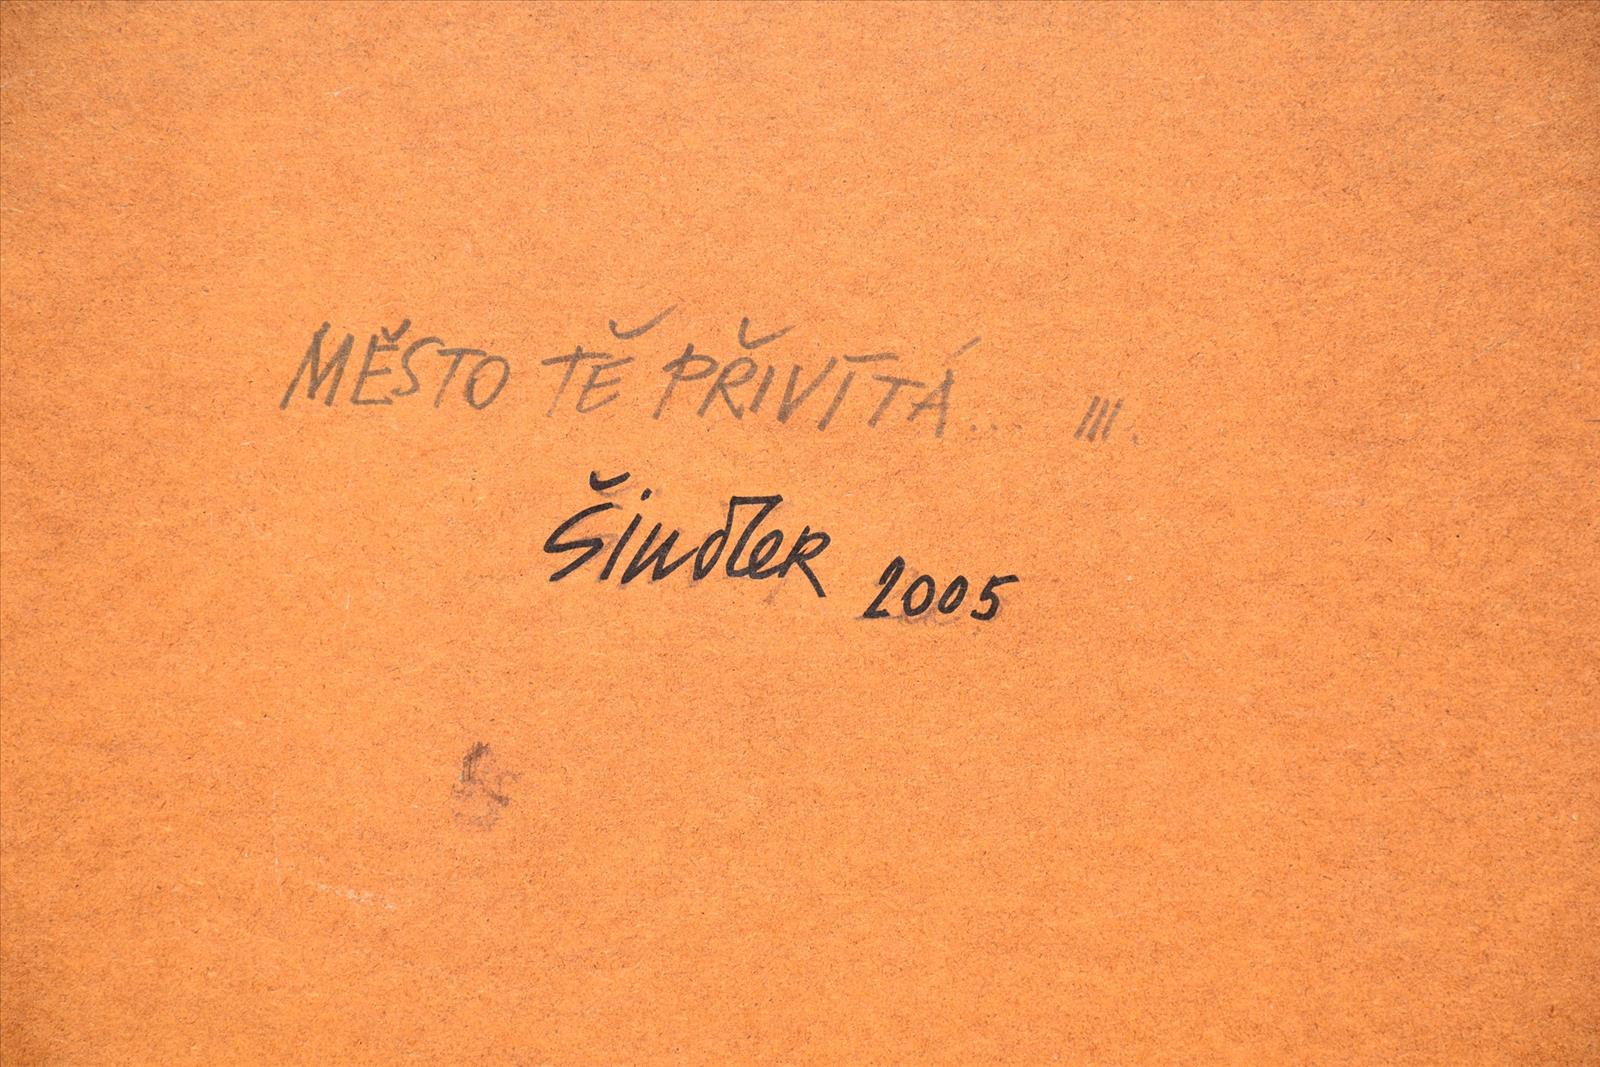 MĚSTO TĚ PŘIVÍTÁ... III.
Šindler 2005